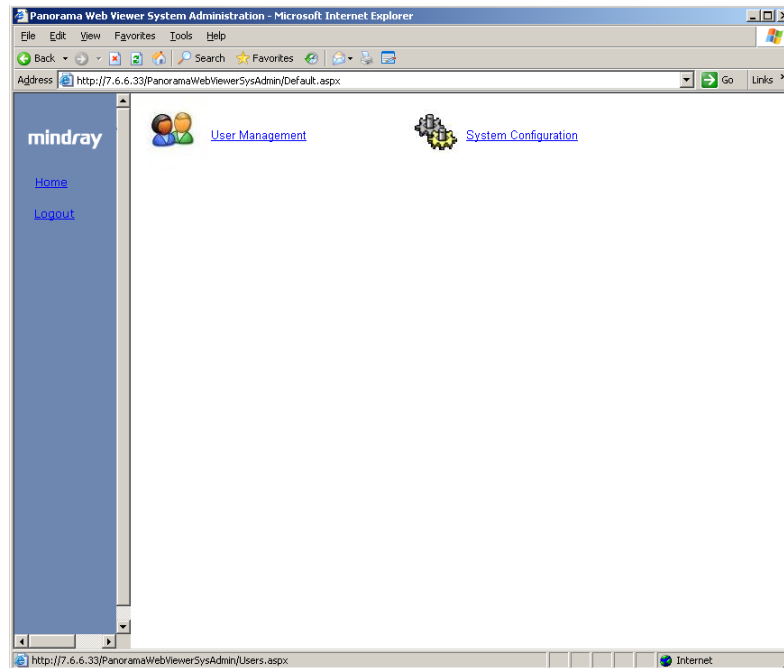 Panorama Web Viewer System Administration - Microsoft Internet Explorer
File Edit View Favorites Tools Help
Back Search Favorites
Address http://7.6.6.33/PanoramaWebViewerSysAdmin/Default.aspx Go Links
mindray
User Management System Configuration
Home
Logout
http://7.6.6.33/PanoramaWebViewerSysAdmin/Users.aspx Internet